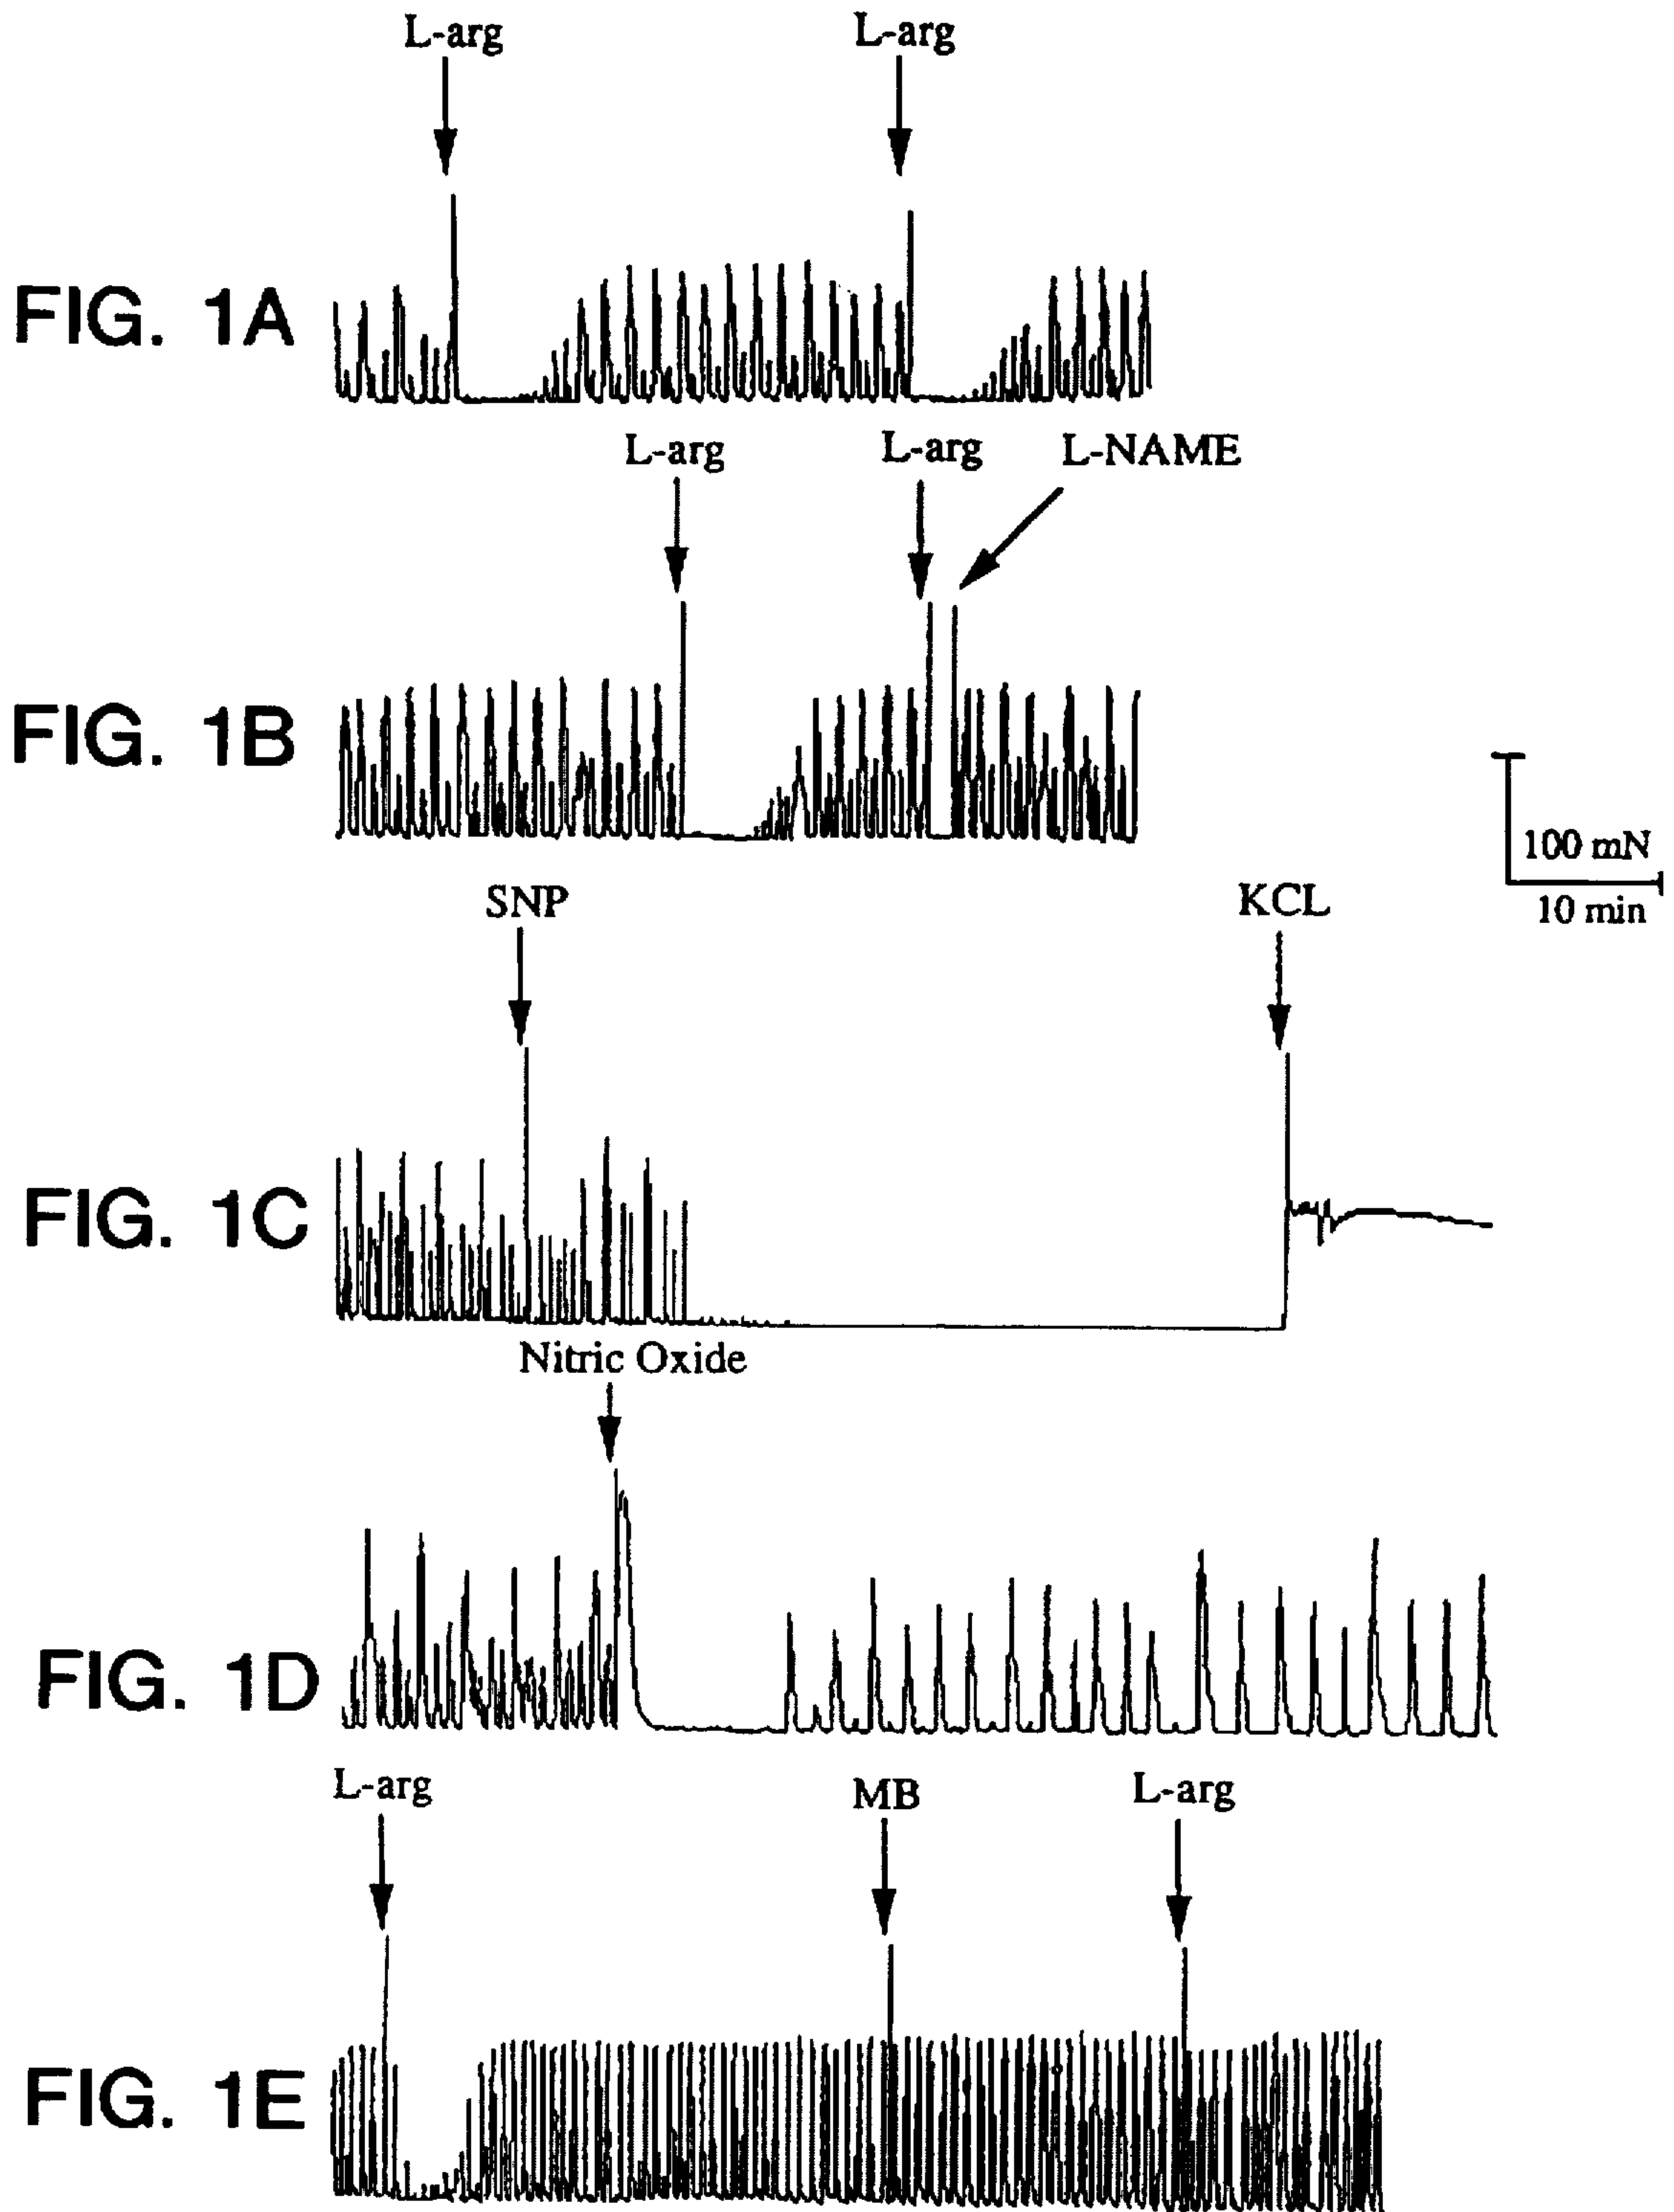 L-arg L-arg
FIG. 1A
L-arg L-arg L-NAME
FIG. 1B
100 mN
10 min
SNP KCL
FIG. 1C
Nitric Oxide
FIG. 1D
L-arg MB L-arg
FIG. 1E